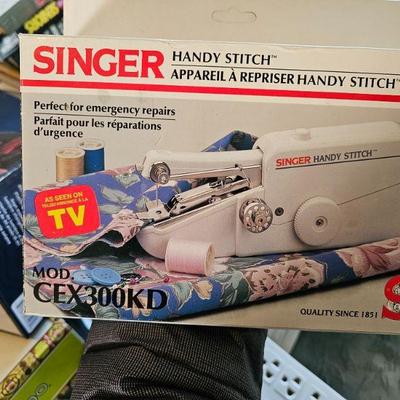 SINGER HANDY STITCH™
APPAREIL À REPRISER HANDY STITCH™
Perfect for emergency repairs
Parfait pour les réparations
d'urgence
SINGER HANDY STITCH™
AS SEEN ON
TV
MOD.
CEX300KD
QUALITY SINCE 1851
S